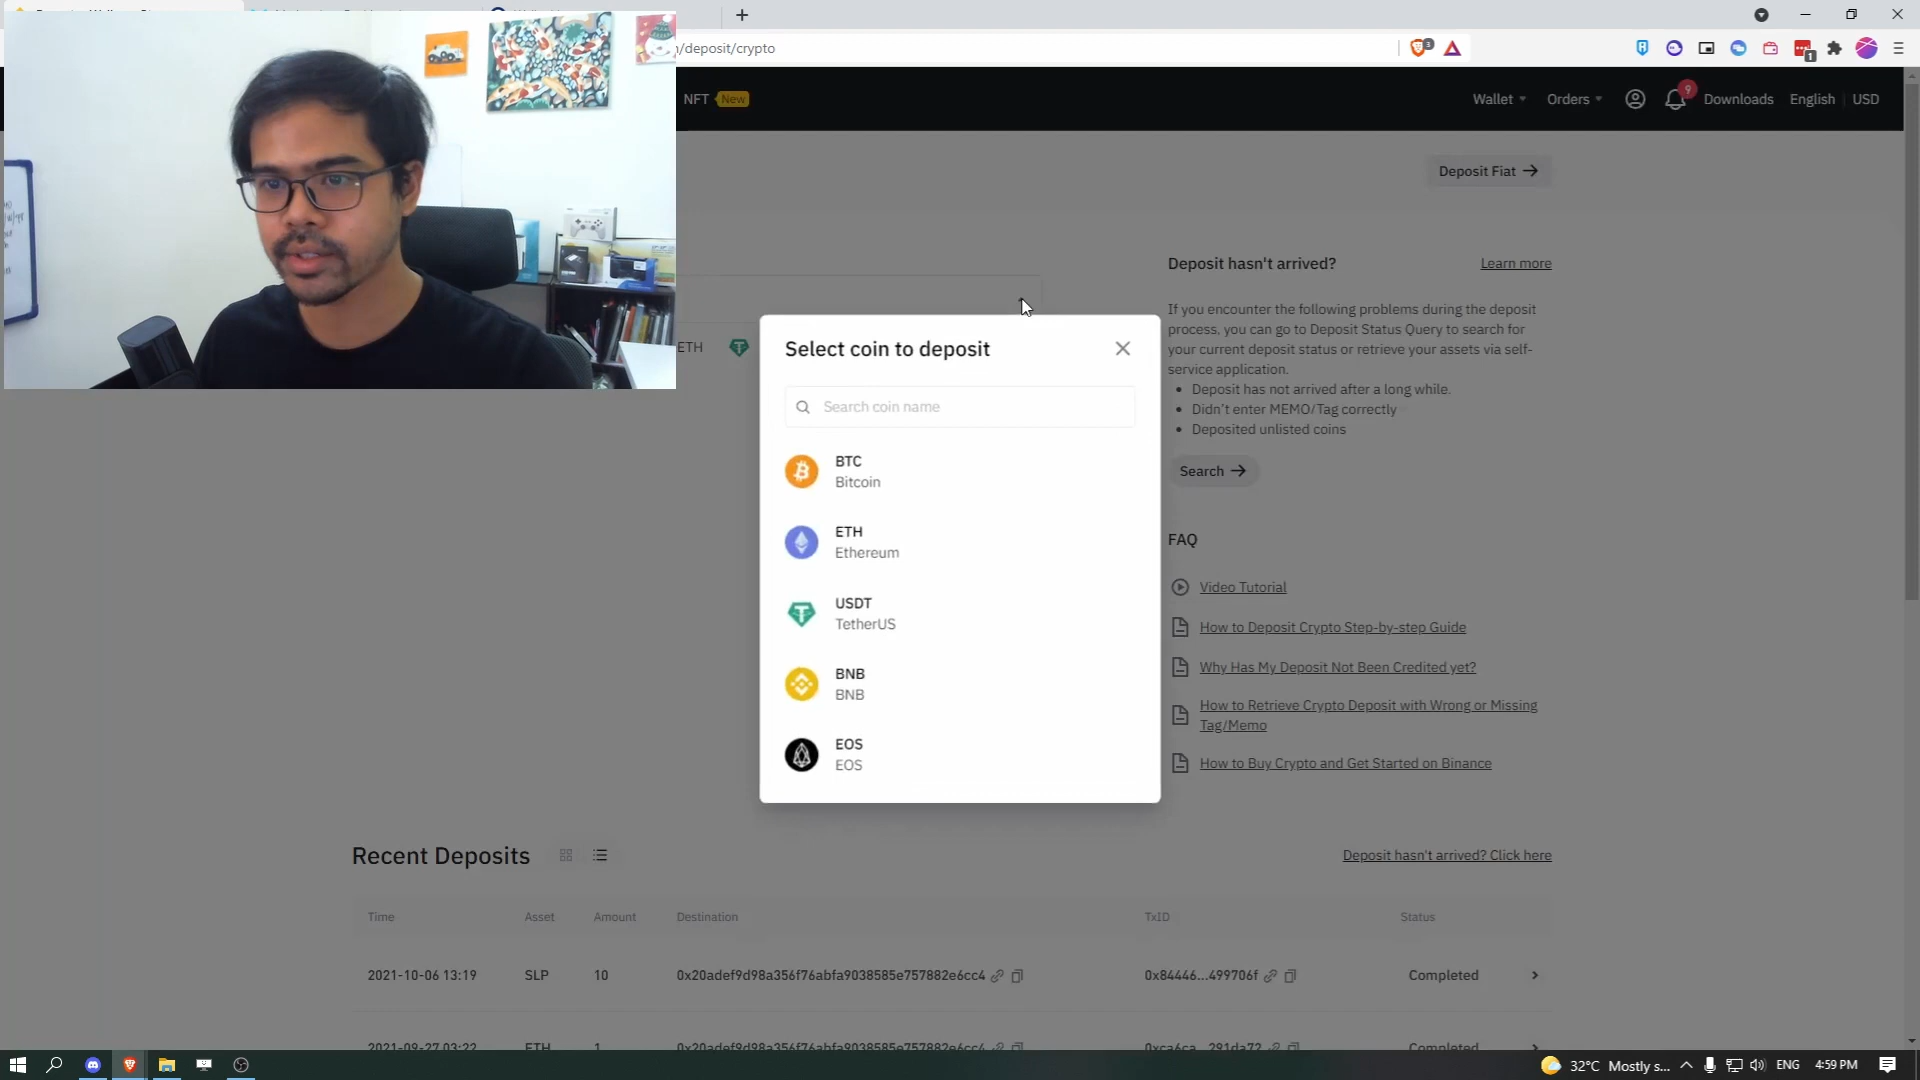 /deposit/crypto
3
1
NFT New
Wallet
Orders
9
Downloads
English
USD
Deposit Fiat
Deposit hasn't arrived?
Learn more
If you encounter the following problems during the deposit
process, you can go to Deposit Status Query to search for
your current deposit status or retrieve your assets via self-
service application.
Deposit has not arrived after a long while.
Didn't enter MEMO/Tag correctly
Deposited unlisted coins
Search
ETH
Select coin to deposit
Search coin name
BTC
Bitcoin
ETH
Ethereum
USDT
TetherUS
BNB
BNB
EOS
EOS
FAQ
Video Tutorial
How to Deposit Crypto Step-by-step Guide
Why Has My Deposit Not Been Credited yet?
How to Retrieve Crypto Deposit with Wrong or Missing
Tag/Memo
How to Buy Crypto and Get Started on Binance
Recent Deposits
Deposit hasn't arrived? Click here
Time Asset Amount Destination TxID Status
2021-10-06 13:19 SLP 10 0x20adef9d98a356f76abfa9038585e757882e6cc4 0x84446...499706f Completed
2021-09-27 03:22 ETH 1 0x20adef9d98a356f76abfa9038585e757882e6cc4 0xca6ca...291da72 Completed
32°C Mostly s... ENG 4:59 PM